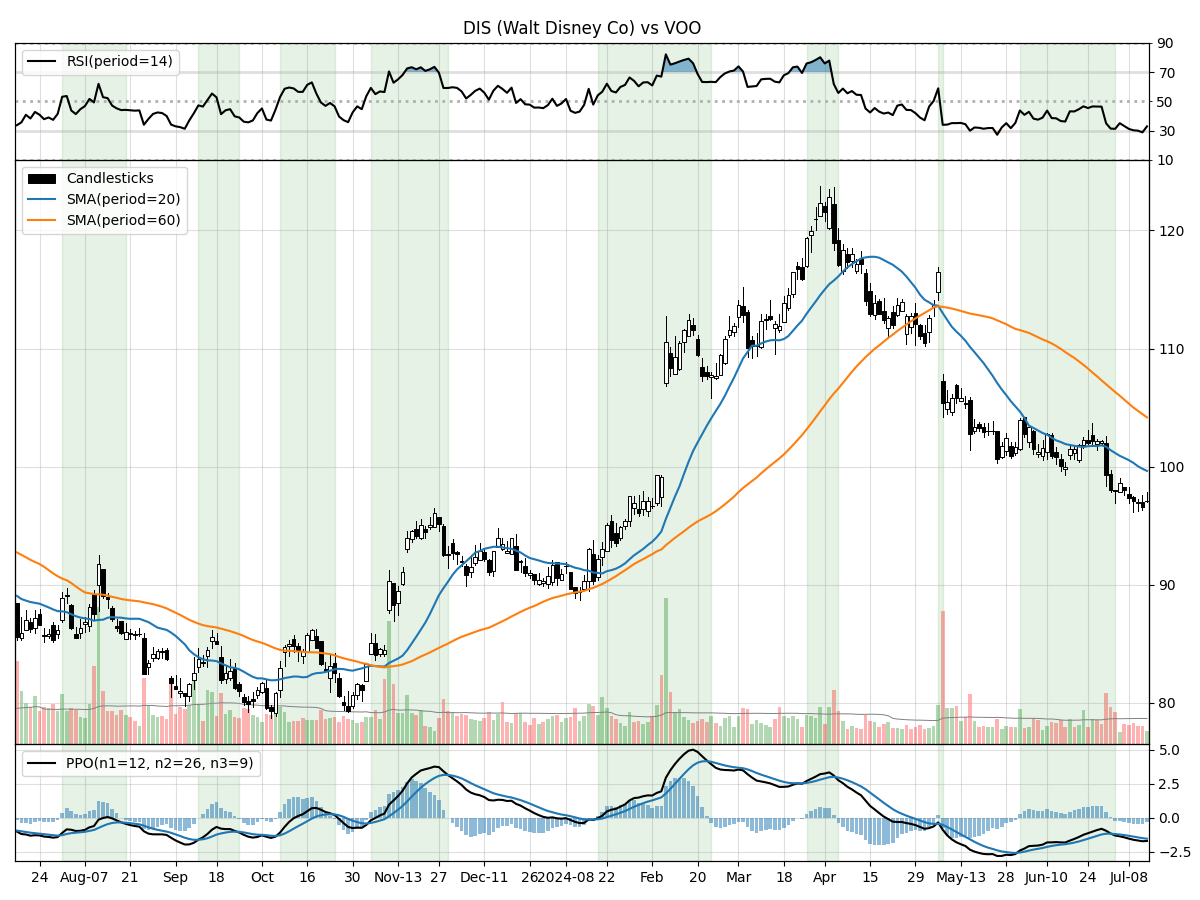 DIS (Walt Disney Co) vs VOO
RSI(period=14)
90
70
50
30
10
Candlesticks
SMA(period=20)
SMA(period=60)
120
110
100
90
80
PPO(n1=12, n2=26, n3=9)
5.0
2.5
0.0
−2.5
24 Aug-07 21 Sep 18 Oct 16 30 Nov-13 27 Dec-11 26 2024-08 22 Feb 20 Mar 18 Apr 15 29 May-13 28 Jun-10 24 Jul-08